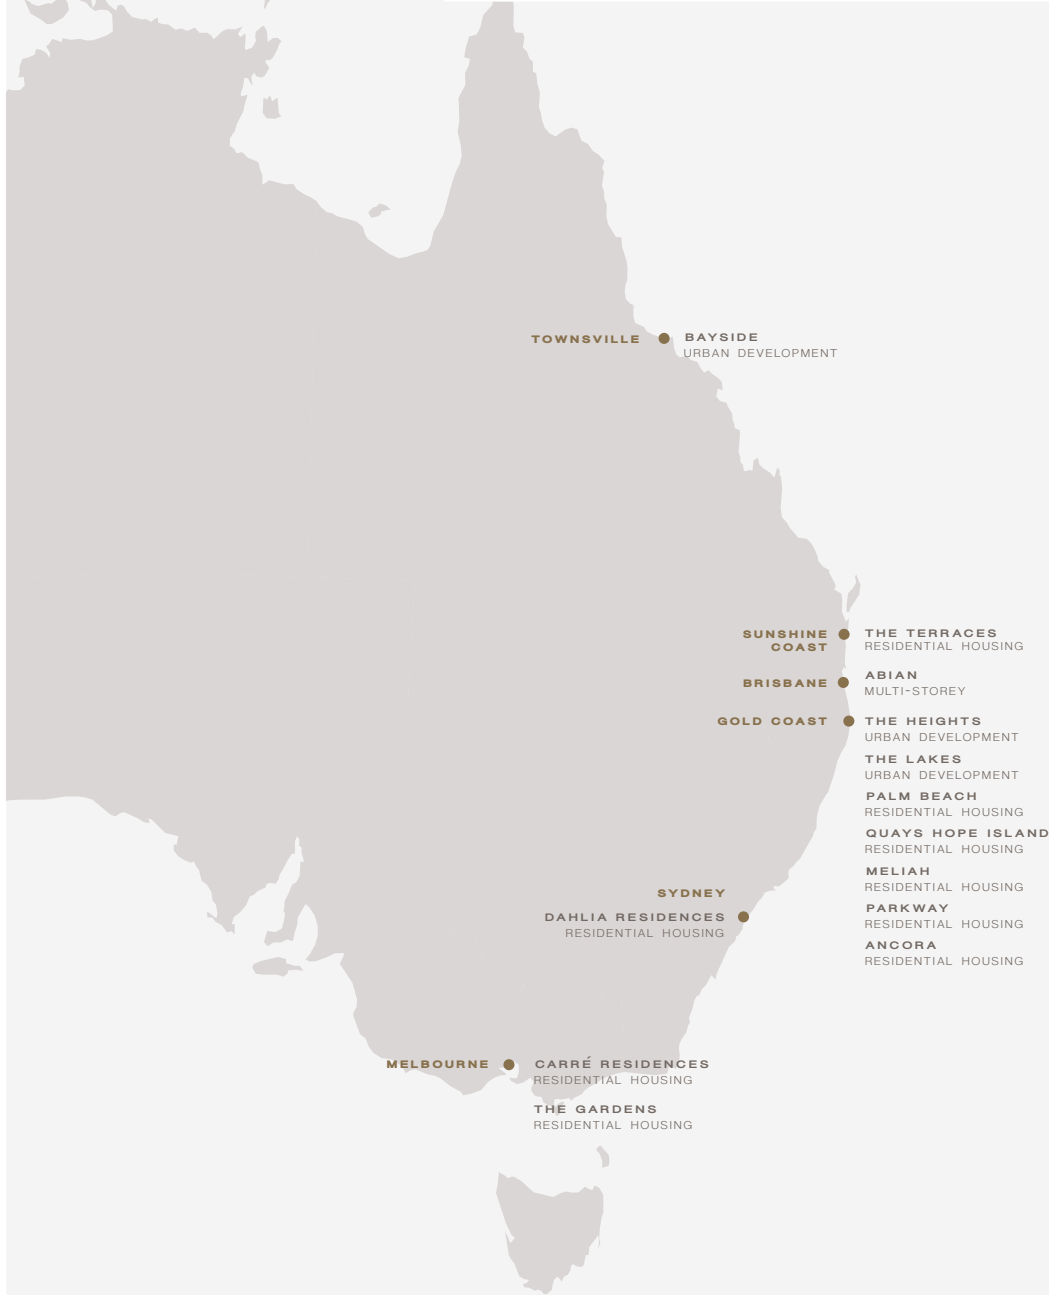 TOWNSVILLE
BAYSIDE
URBAN DEVELOPMENT
SUNSHINE
COAST
THE TERRACES
RESIDENTIAL HOUSING
BRISBANE
ABIAN
MULTI-STOREY
GOLD COAST
THE HEIGHTS
URBAN DEVELOPMENT
THE LAKES
URBAN DEVELOPMENT
PALM BEACH
RESIDENTIAL HOUSING
QUAYS HOPE ISLAND
RESIDENTIAL HOUSING
MELIAH
RESIDENTIAL HOUSING
PARKWAY
RESIDENTIAL HOUSING
ANCORA
RESIDENTIAL HOUSING
SYDNEY
DAHLIA RESIDENCES
RESIDENTIAL HOUSING
MELBOURNE
CARRÉ RESIDENCES
RESIDENTIAL HOUSING
THE GARDENS
RESIDENTIAL HOUSING